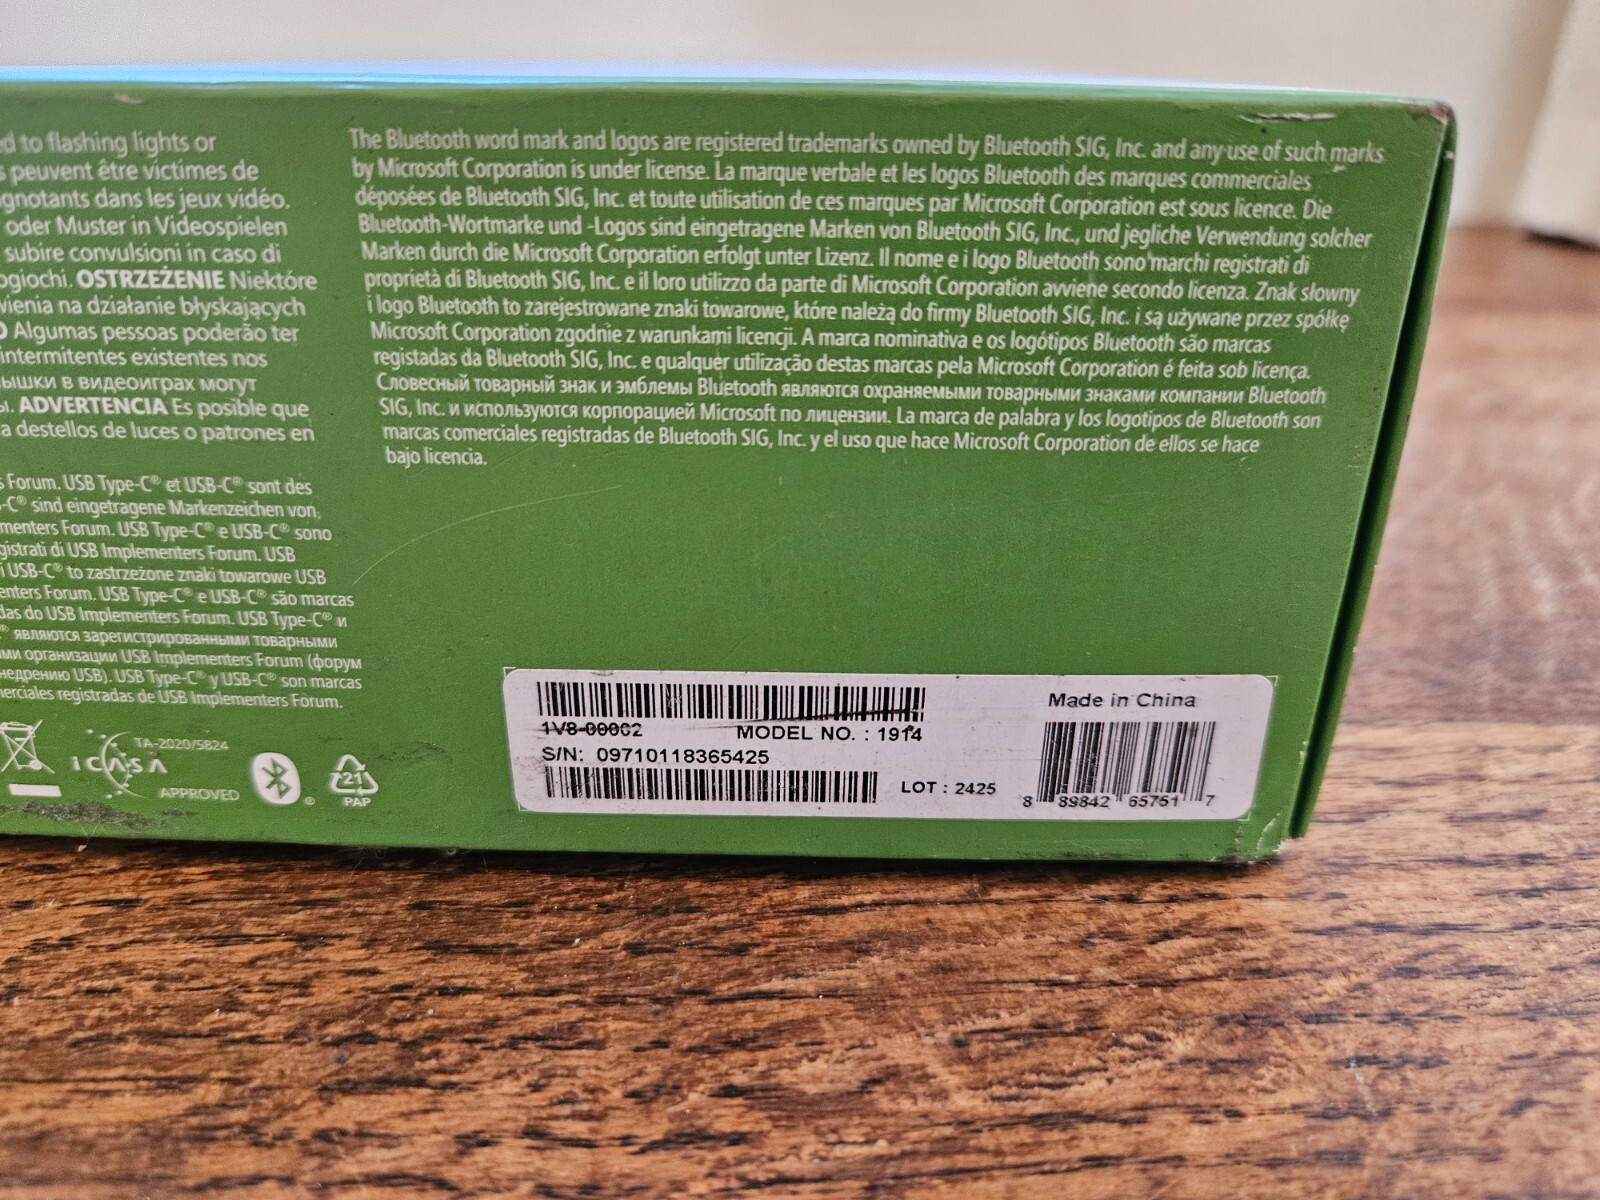 ed to flashing lights or
s peuvent être victimes de
gnotants dans les jeux vidéo.
oder Muster in Videospielen
subire convulsioni in caso di
ogiochi. OSTRZEŻENIE Niektóre
vienia na działanie błyskających
O Algumas pessoas poderão ter
intermitentes existentes nos
ышки в видеоиграх могут
ы. ADVERTENCIA Es posible que
a destellos de luces o patrones en
s Forum. USB Type-C® et USB-C® sont des
-C® sind eingetragene Markenzeichen von,
menters Forum. USB Type-C® e USB-C® sono
gistrati di USB Implementers Forum. USB
i USB-C® to zastrzeżone znaki towarowe USB
enters Forum. USB Type-C® e USB-C® são marcas
das do USB Implementers Forum. USB Type-C® и
® являются зарегистрированными товарными
ми организации USB Implementers Forum (форум
недрению USB). USB Type-C® y USB-C® son marcas
nerciales registradas de USB Implementers Forum.
The Bluetooth word mark and logos are registered trademarks owned by Bluetooth SIG, Inc. and any use of such marks
by Microsoft Corporation is under license. La marque verbale et les logos Bluetooth des marques commerciales
déposées de Bluetooth SIG, Inc. et toute utilisation de ces marques par Microsoft Corporation est sous licence. Die
Bluetooth-Wortmarke und -Logos sind eingetragene Marken von Bluetooth SIG, Inc., und jegliche Verwendung solcher
Marken durch die Microsoft Corporation erfolgt unter Lizenz. Il nome e i logo Bluetooth sono marchi registrati di
proprietà di Bluetooth SIG, Inc. e il loro utilizzo da parte di Microsoft Corporation avviene secondo licenza. Znak słowny
i logo Bluetooth to zarejestrowane znaki towarowe, które należą do firmy Bluetooth SIG, Inc. i są używane przez spółkę
Microsoft Corporation zgodnie z warunkami licencji. A marca nominativa e os logótipos Bluetooth são marcas
registadas da Bluetooth SIG, Inc. e qualquer utilização destas marcas pela Microsoft Corporation é feita sob licença.
Словесный товарный знак и эмблемы Bluetooth являются охраняемыми товарными знаками компании Bluetooth
SIG, Inc. и используются корпорацией Microsoft по лицензии. La marca de palabra y los logotipos de Bluetooth son
marcas comerciales registradas de Bluetooth SIG, Inc. y el uso que hace Microsoft Corporation de ellos se hace
bajo licencia.
TA-2020/5824
ICASA
APPROVED
®
21
PAP
1V8-00002
MODEL NO. : 1914
S/N: 09710118365425
LOT : 2425
Made in China
8 89842 65751 7